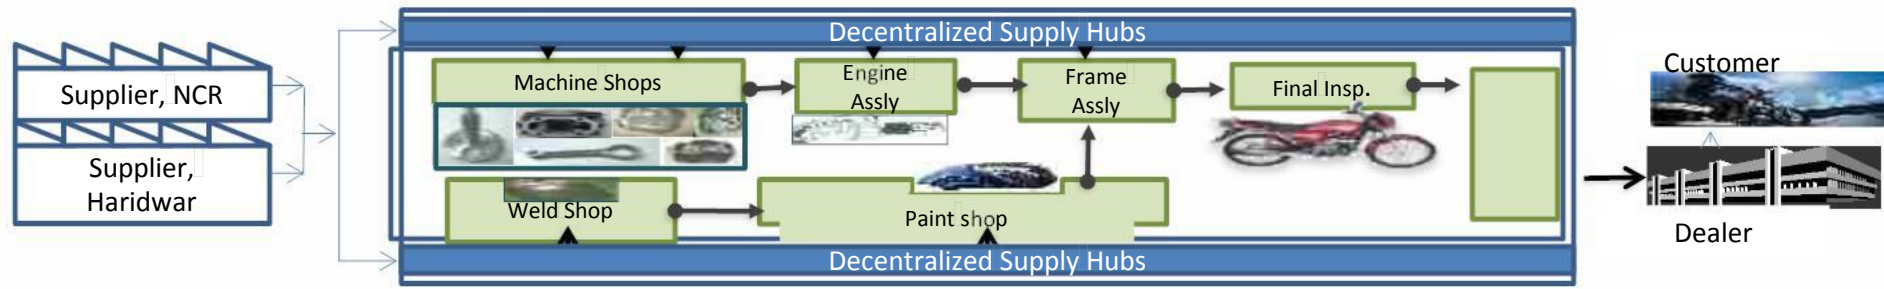 Decentralized Supply Hubs
Supplier, NCR
Supplier,
Haridwar
Machine Shops
Engine
Assly
Frame
Assly
Final Insp.
Weld Shop
Paint shop
Decentralized Supply Hubs
Customer
Dealer